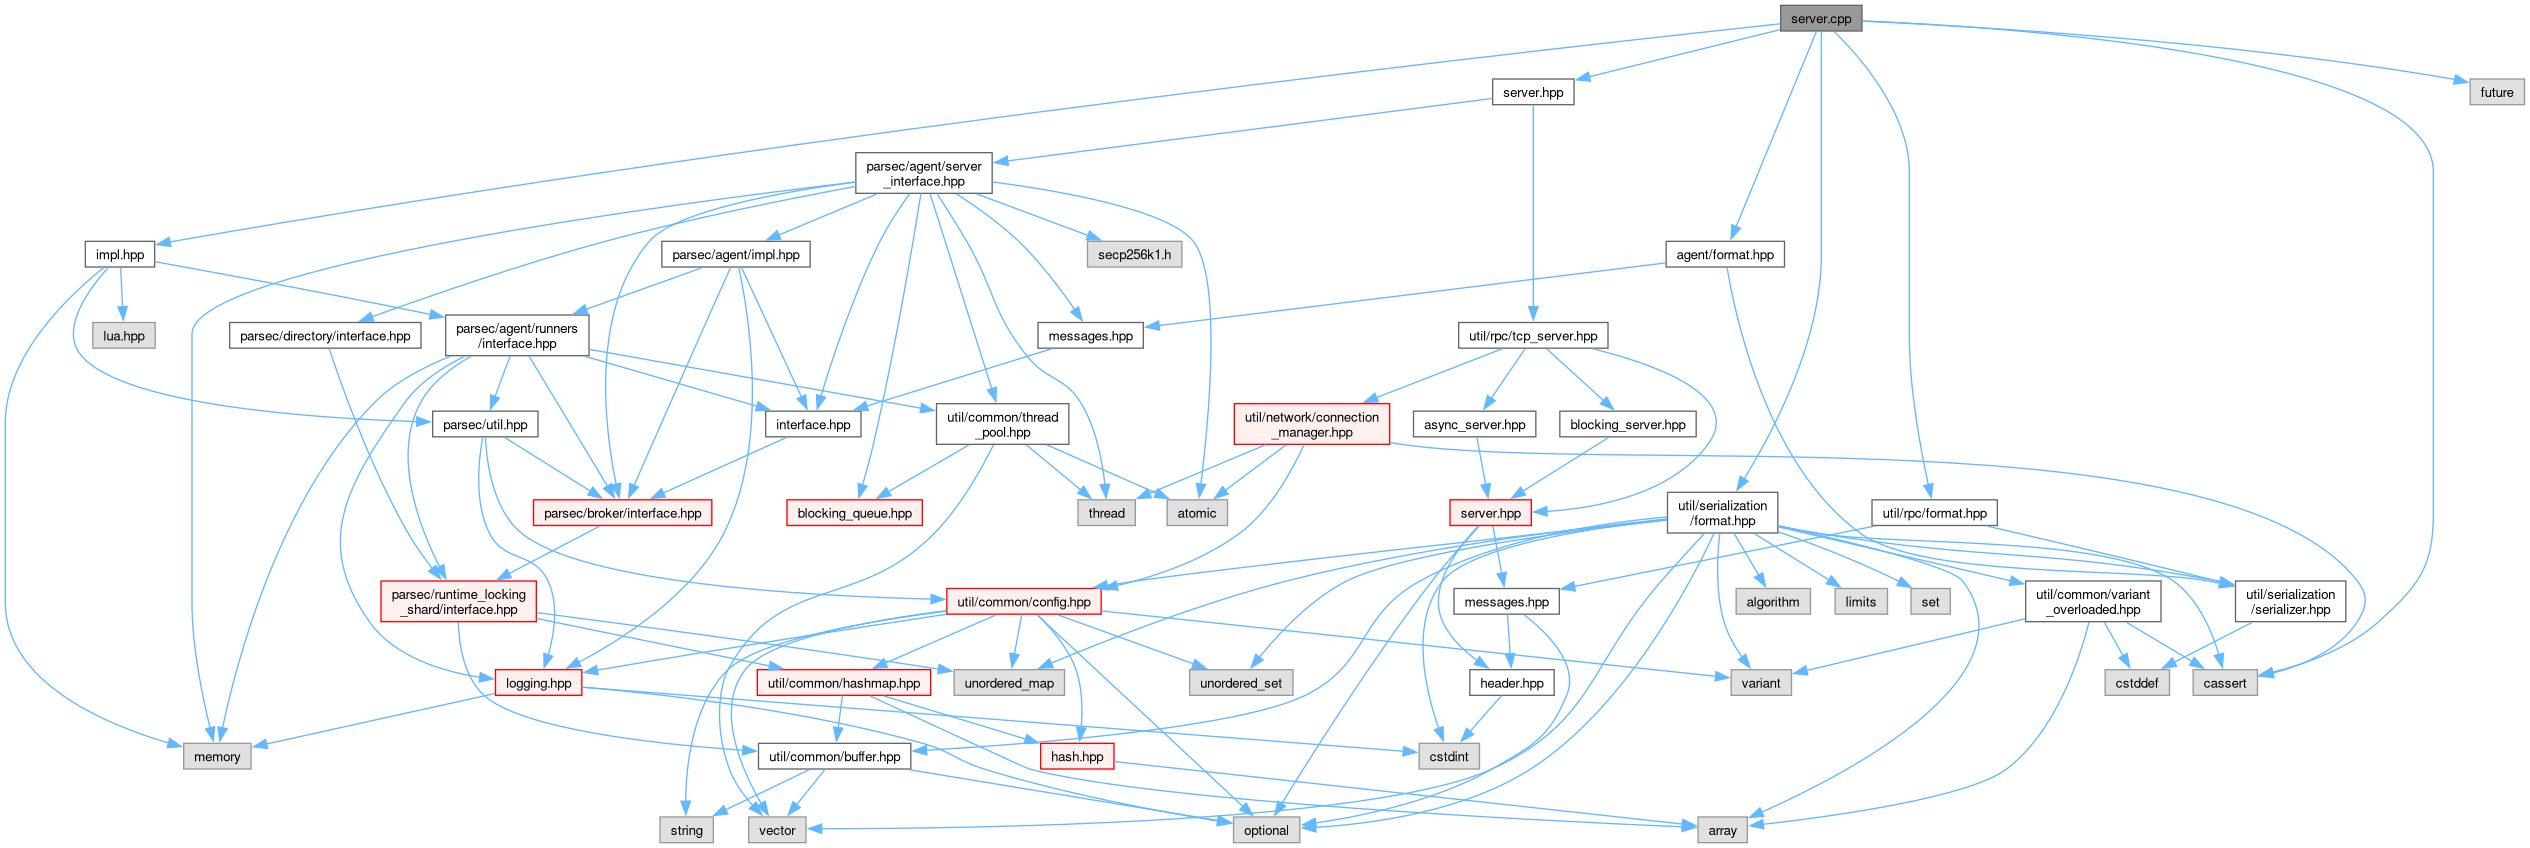 server.cpp
server.hpp
future
parsec/agent/server
_interface.hpp
impl.hpp
parsec/agent/impl.hpp
secp256k1.h
agent/format.hpp
lua.hpp
parsec/directory/interface.hpp
parsec/agent/runners
/interface.hpp
messages.hpp
util/rpc/tcp_server.hpp
parsec/util.hpp
interface.hpp
util/common/thread
_pool.hpp
util/network/connection
_manager.hpp
async_server.hpp
blocking_server.hpp
parsec/broker/interface.hpp
blocking_queue.hpp
thread
atomic
server.hpp
util/serialization
/format.hpp
util/rpc/format.hpp
parsec/runtime_locking
_shard/interface.hpp
util/common/config.hpp
messages.hpp
algorithm
limits
set
util/common/variant
_overloaded.hpp
util/serialization
/serializer.hpp
logging.hpp
util/common/hashmap.hpp
unordered_map
unordered_set
header.hpp
variant
cstddef
cassert
memory
util/common/buffer.hpp
hash.hpp
cstdint
string
vector
optional
array